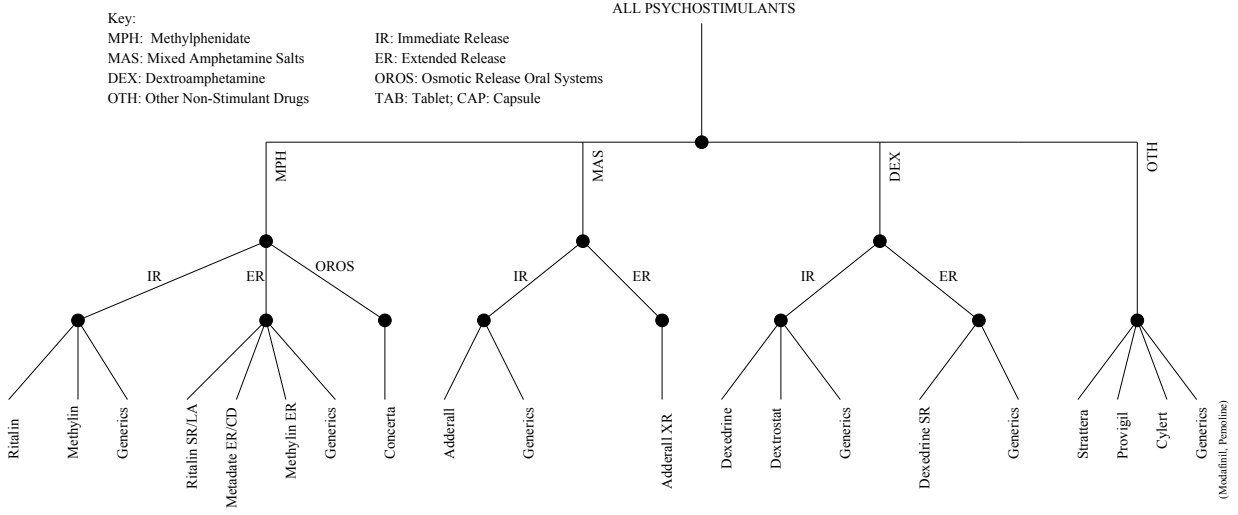 ALL PSYCHOSTIMULANTS
Key:
MPH: Methylphenidate
MAS: Mixed Amphetamine Salts
DEX: Dextroamphetamine
OTH: Other Non-Stimulant Drugs
IR: Immediate Release
ER: Extended Release
OROS: Osmotic Release Oral Systems
TAB: Tablet; CAP: Capsule
MPH
MAS
DEX
OTH
IR
ER
OROS
IR
ER
IR
ER
Ritalin
Methylin
Generics
Ritalin SR/LA
Metadate ER/CD
Methylin ER
Generics
Concerta
Adderall
Generics
Adderall XR
Dexedrine
Dextrostat
Generics
Dexedrine SR
Generics
Strattera
Provigil
Cylert
Generics
(Modafinil, Pemoline)